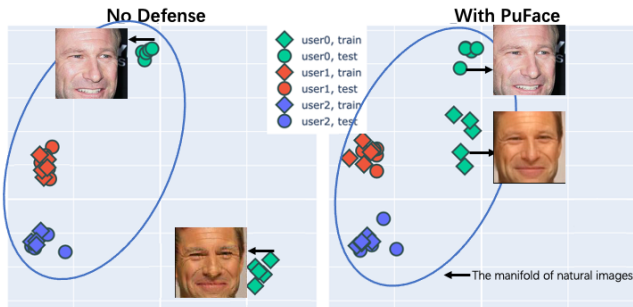 No Defense
With PuFace
user0, train
user0, test
user1, train
user1, test
user2, train
user2, test
The manifold of natural images